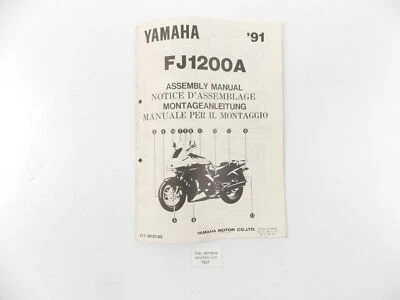 YAMAHA '91
FJ1200A
ASSEMBLY MANUAL
NOTICE D'ASSEMBLAGE
MONTAGEANLEITUNG
MANUALE PER IL MONTAGGIO
YAMAHA MOTOR CO.,LTD.